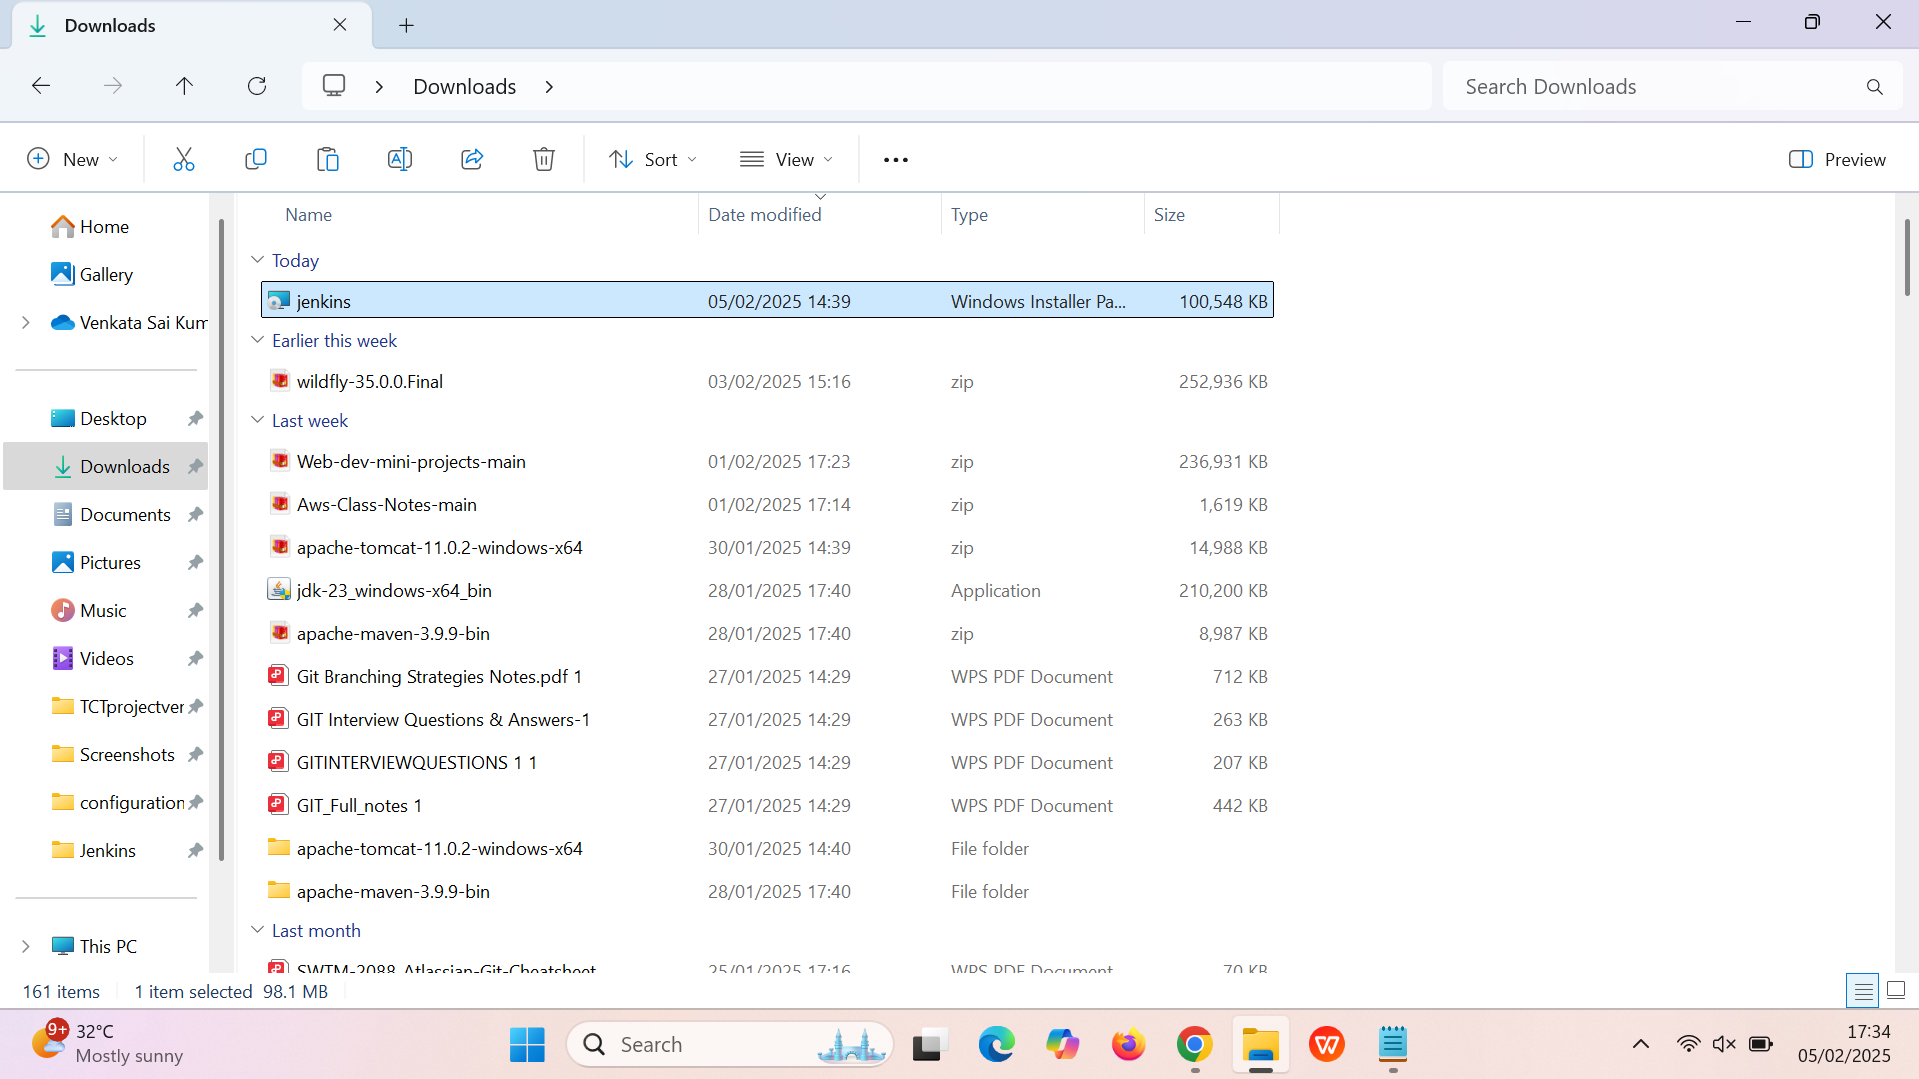 Downloads
Downloads
Search Downloads
New
Sort
View
Preview
Home
Gallery
Venkata Sai Kum
Desktop
Downloads
Documents
Pictures
Music
Videos
TCTprojectver
Screenshots
configuration
Jenkins
This PC
Name Date modified Type Size
Today
jenkins 05/02/2025 14:39 Windows Installer Pa... 100,548 KB
Earlier this week
wildfly-35.0.0.Final 03/02/2025 15:16 zip 252,936 KB
Last week
Web-dev-mini-projects-main 01/02/2025 17:23 zip 236,931 KB
Aws-Class-Notes-main 01/02/2025 17:14 zip 1,619 KB
apache-tomcat-11.0.2-windows-x64 30/01/2025 14:39 zip 14,988 KB
jdk-23_windows-x64_bin 28/01/2025 17:40 Application 210,200 KB
apache-maven-3.9.9-bin 28/01/2025 17:40 zip 8,987 KB
Git Branching Strategies Notes.pdf 1 27/01/2025 14:29 WPS PDF Document 712 KB
GIT Interview Questions & Answers-1 27/01/2025 14:29 WPS PDF Document 263 KB
GITINTERVIEWQUESTIONS 1 1 27/01/2025 14:29 WPS PDF Document 207 KB
GIT_Full_notes 1 27/01/2025 14:29 WPS PDF Document 442 KB
apache-tomcat-11.0.2-windows-x64 30/01/2025 14:40 File folder
apache-maven-3.9.9-bin 28/01/2025 17:40 File folder
Last month
SWTM-2088_Atlassian-Git-Cheatsheet 25/01/2025 17:16 WPS PDF Document 70 KB
161 items 1 item selected 98.1 MB
9+
32°C
Mostly sunny
Search
17:34
05/02/2025